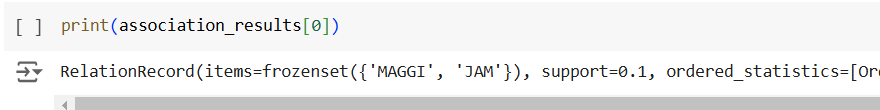 [ ] print(association_results[0])
RelationRecord(items=frozenset({'MAGGI', 'JAM'}), support=0.1, ordered_statistics=[Or